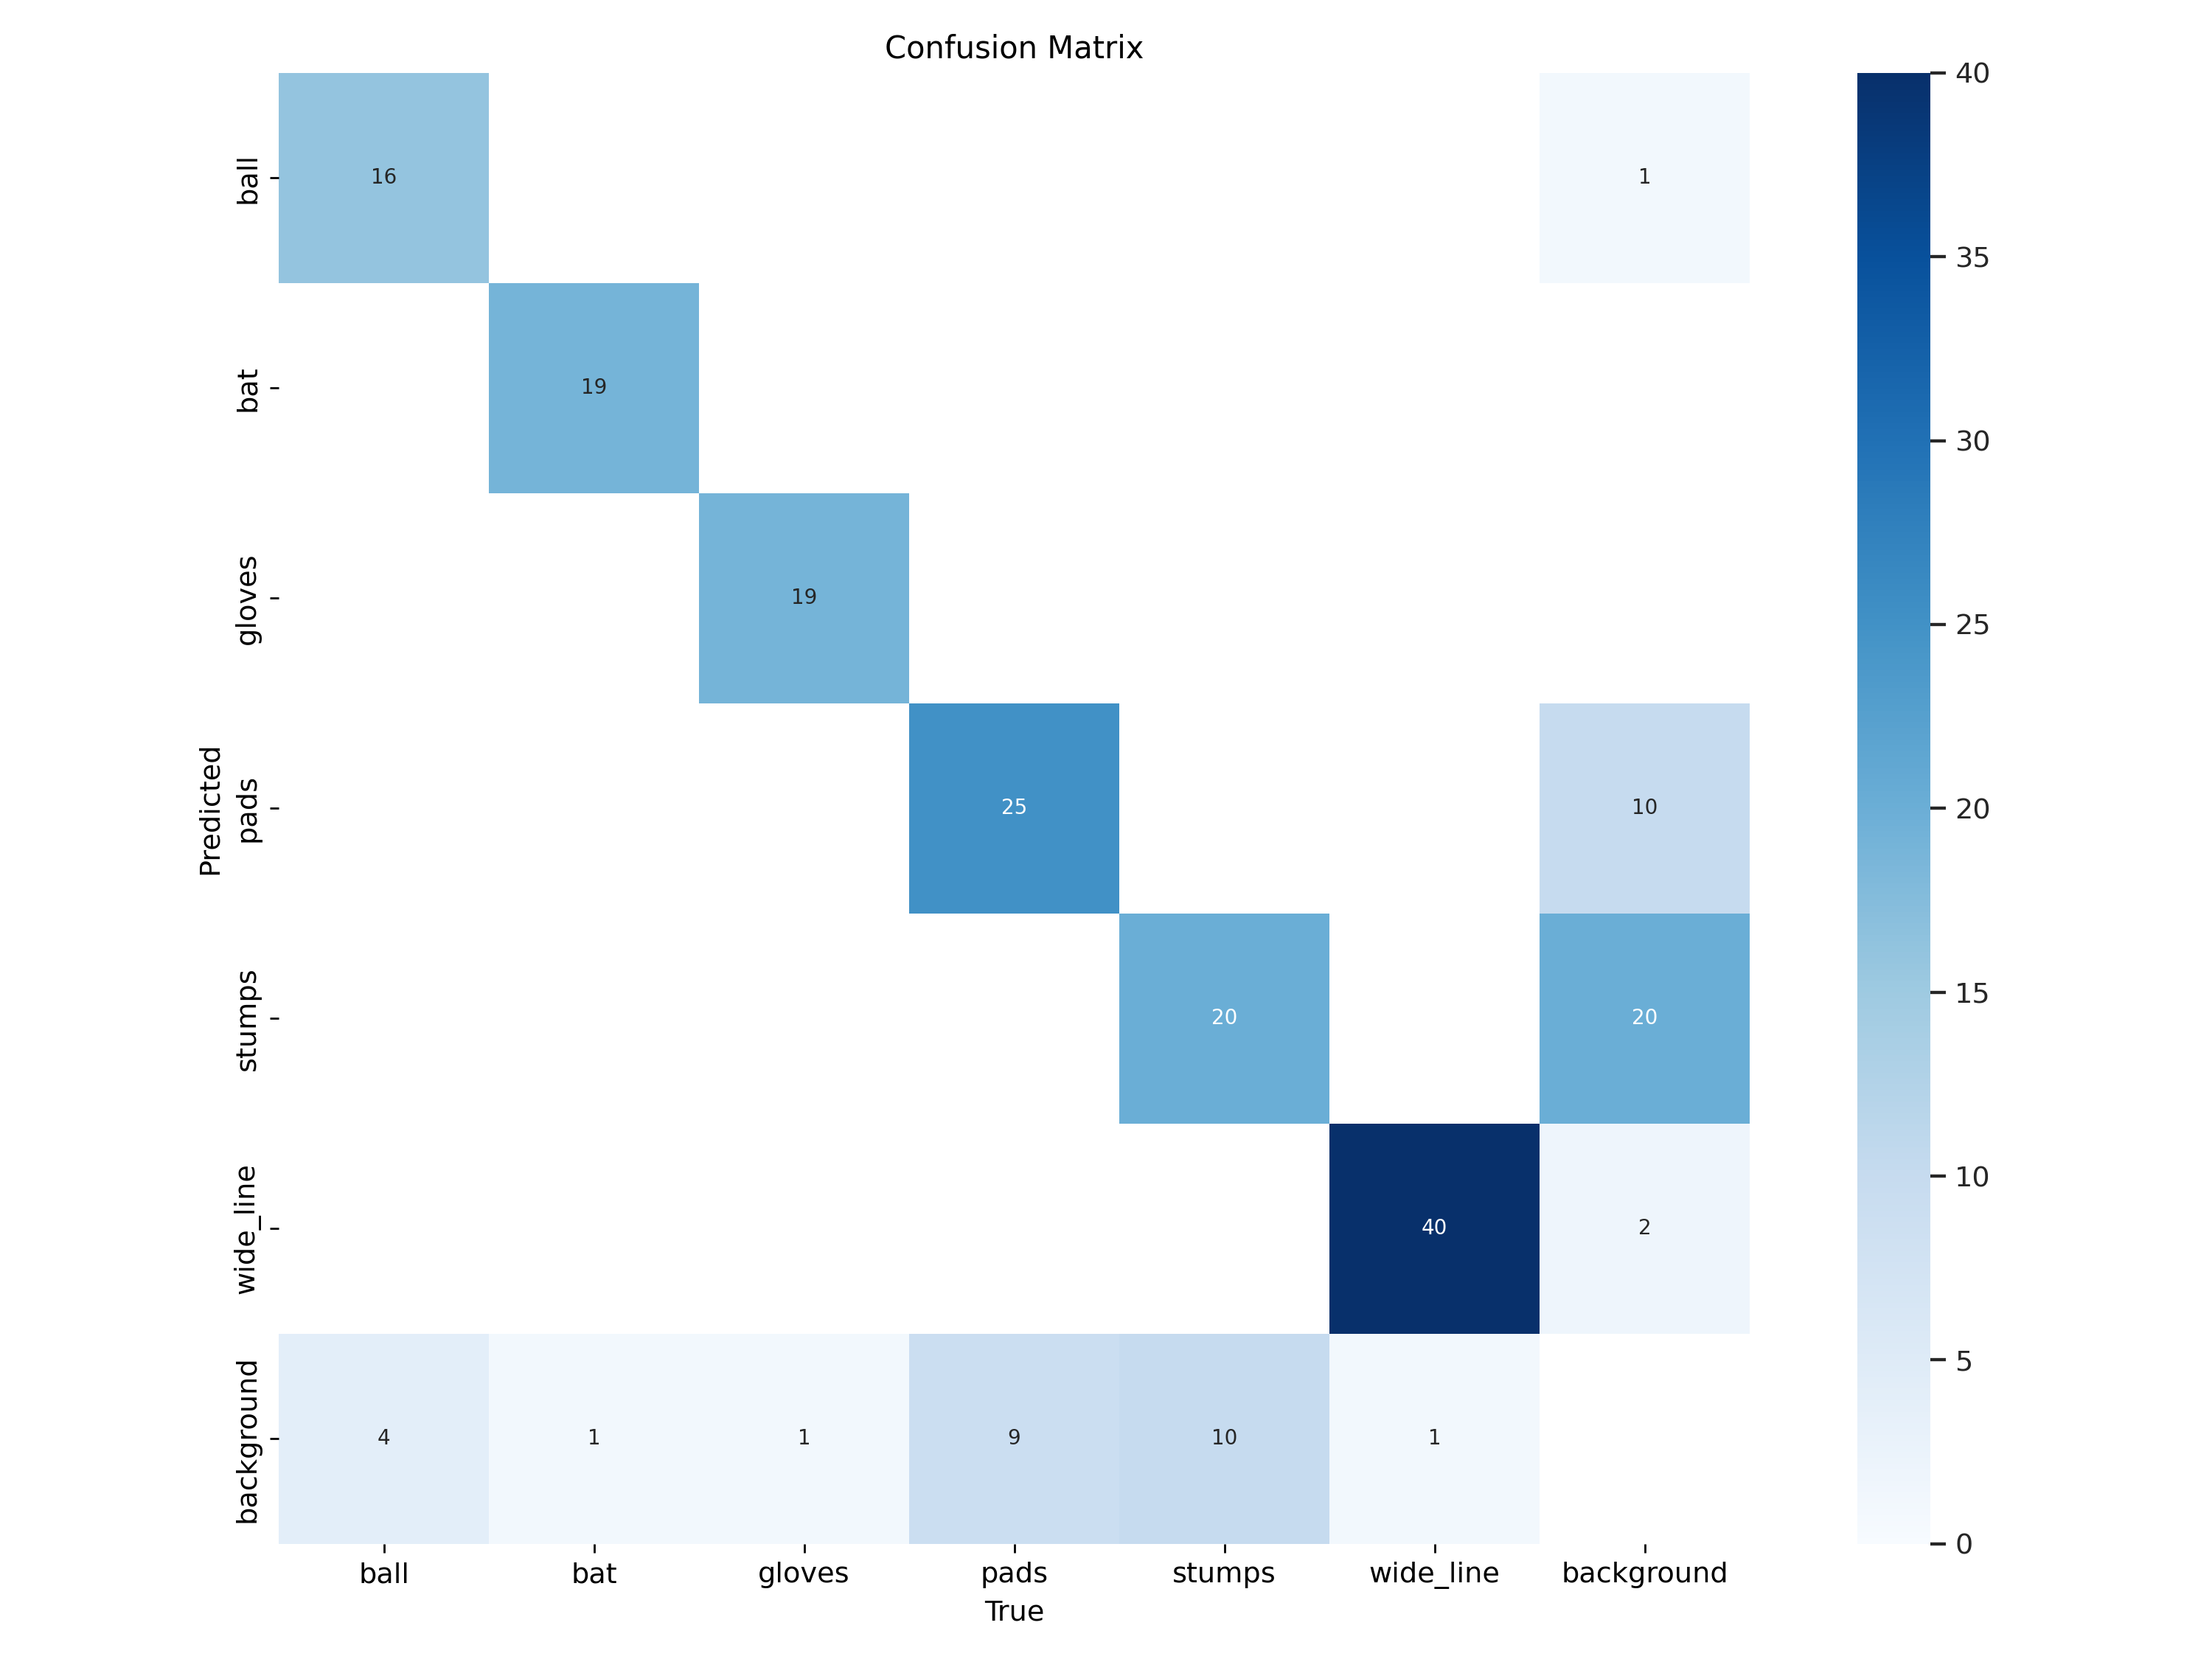 Confusion Matrix
ball
16
1
40
35
bat
19
30
gloves
19
25
Predicted
pads
25
10
20
stumps
20
20
15
wide_line
40
2
10
background
4
1
1
9
10
1
5
0
ball
bat
gloves
pads
stumps
wide_line
background
True